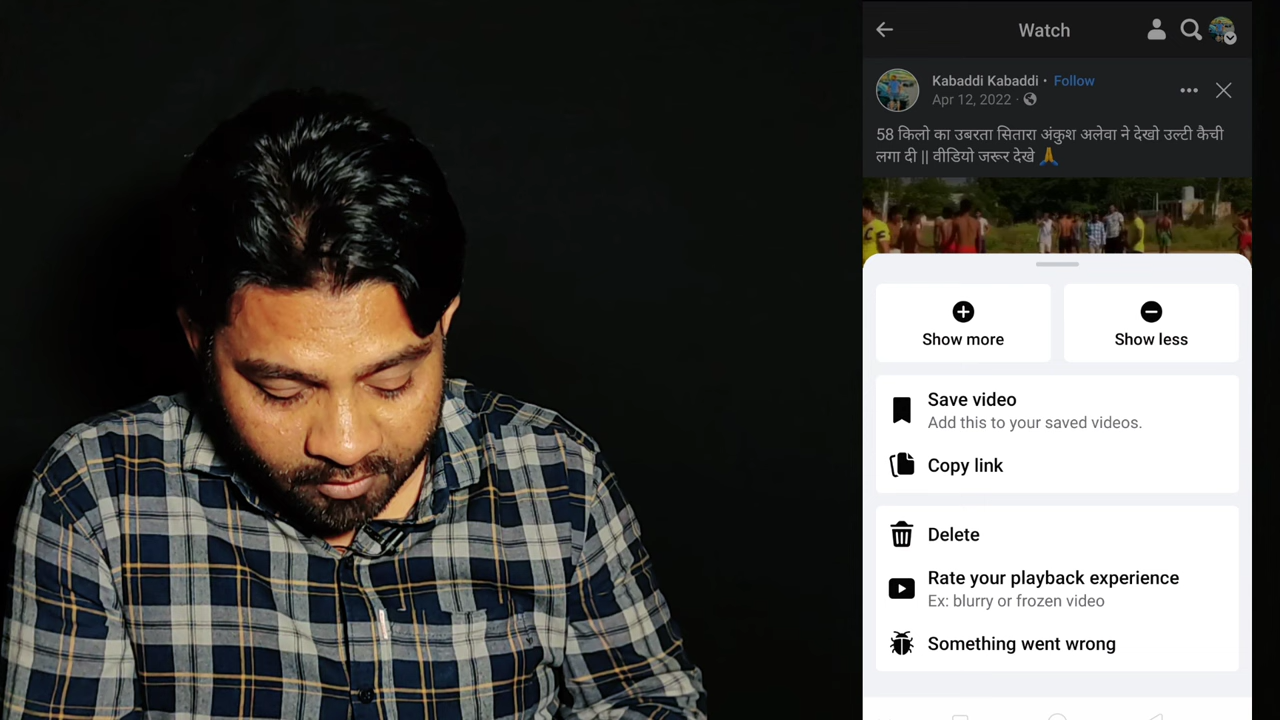 Watch
Kabaddi Kabaddi · Follow
Apr 12, 2022 ·
58 किलो का उबरता सितारा अंकुश अलेवा ने देखो उल्टी कैची
लगा दी || वीडियो जरूर देखे 🙏
Show more
Show less
Save video
Add this to your saved videos.
Copy link
Delete
Rate your playback experience
Ex: blurry or frozen video
Something went wrong